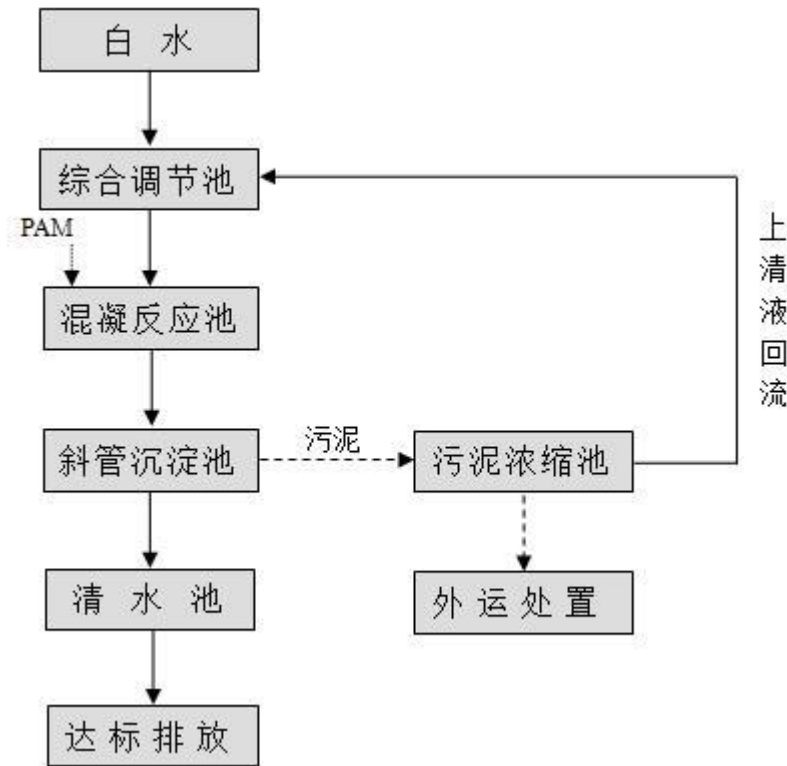 白水
综合调节池
PAM
混凝反应池
斜管沉淀池
污泥
污泥浓缩池
上清液回流
清水池
外运处置
达标排放